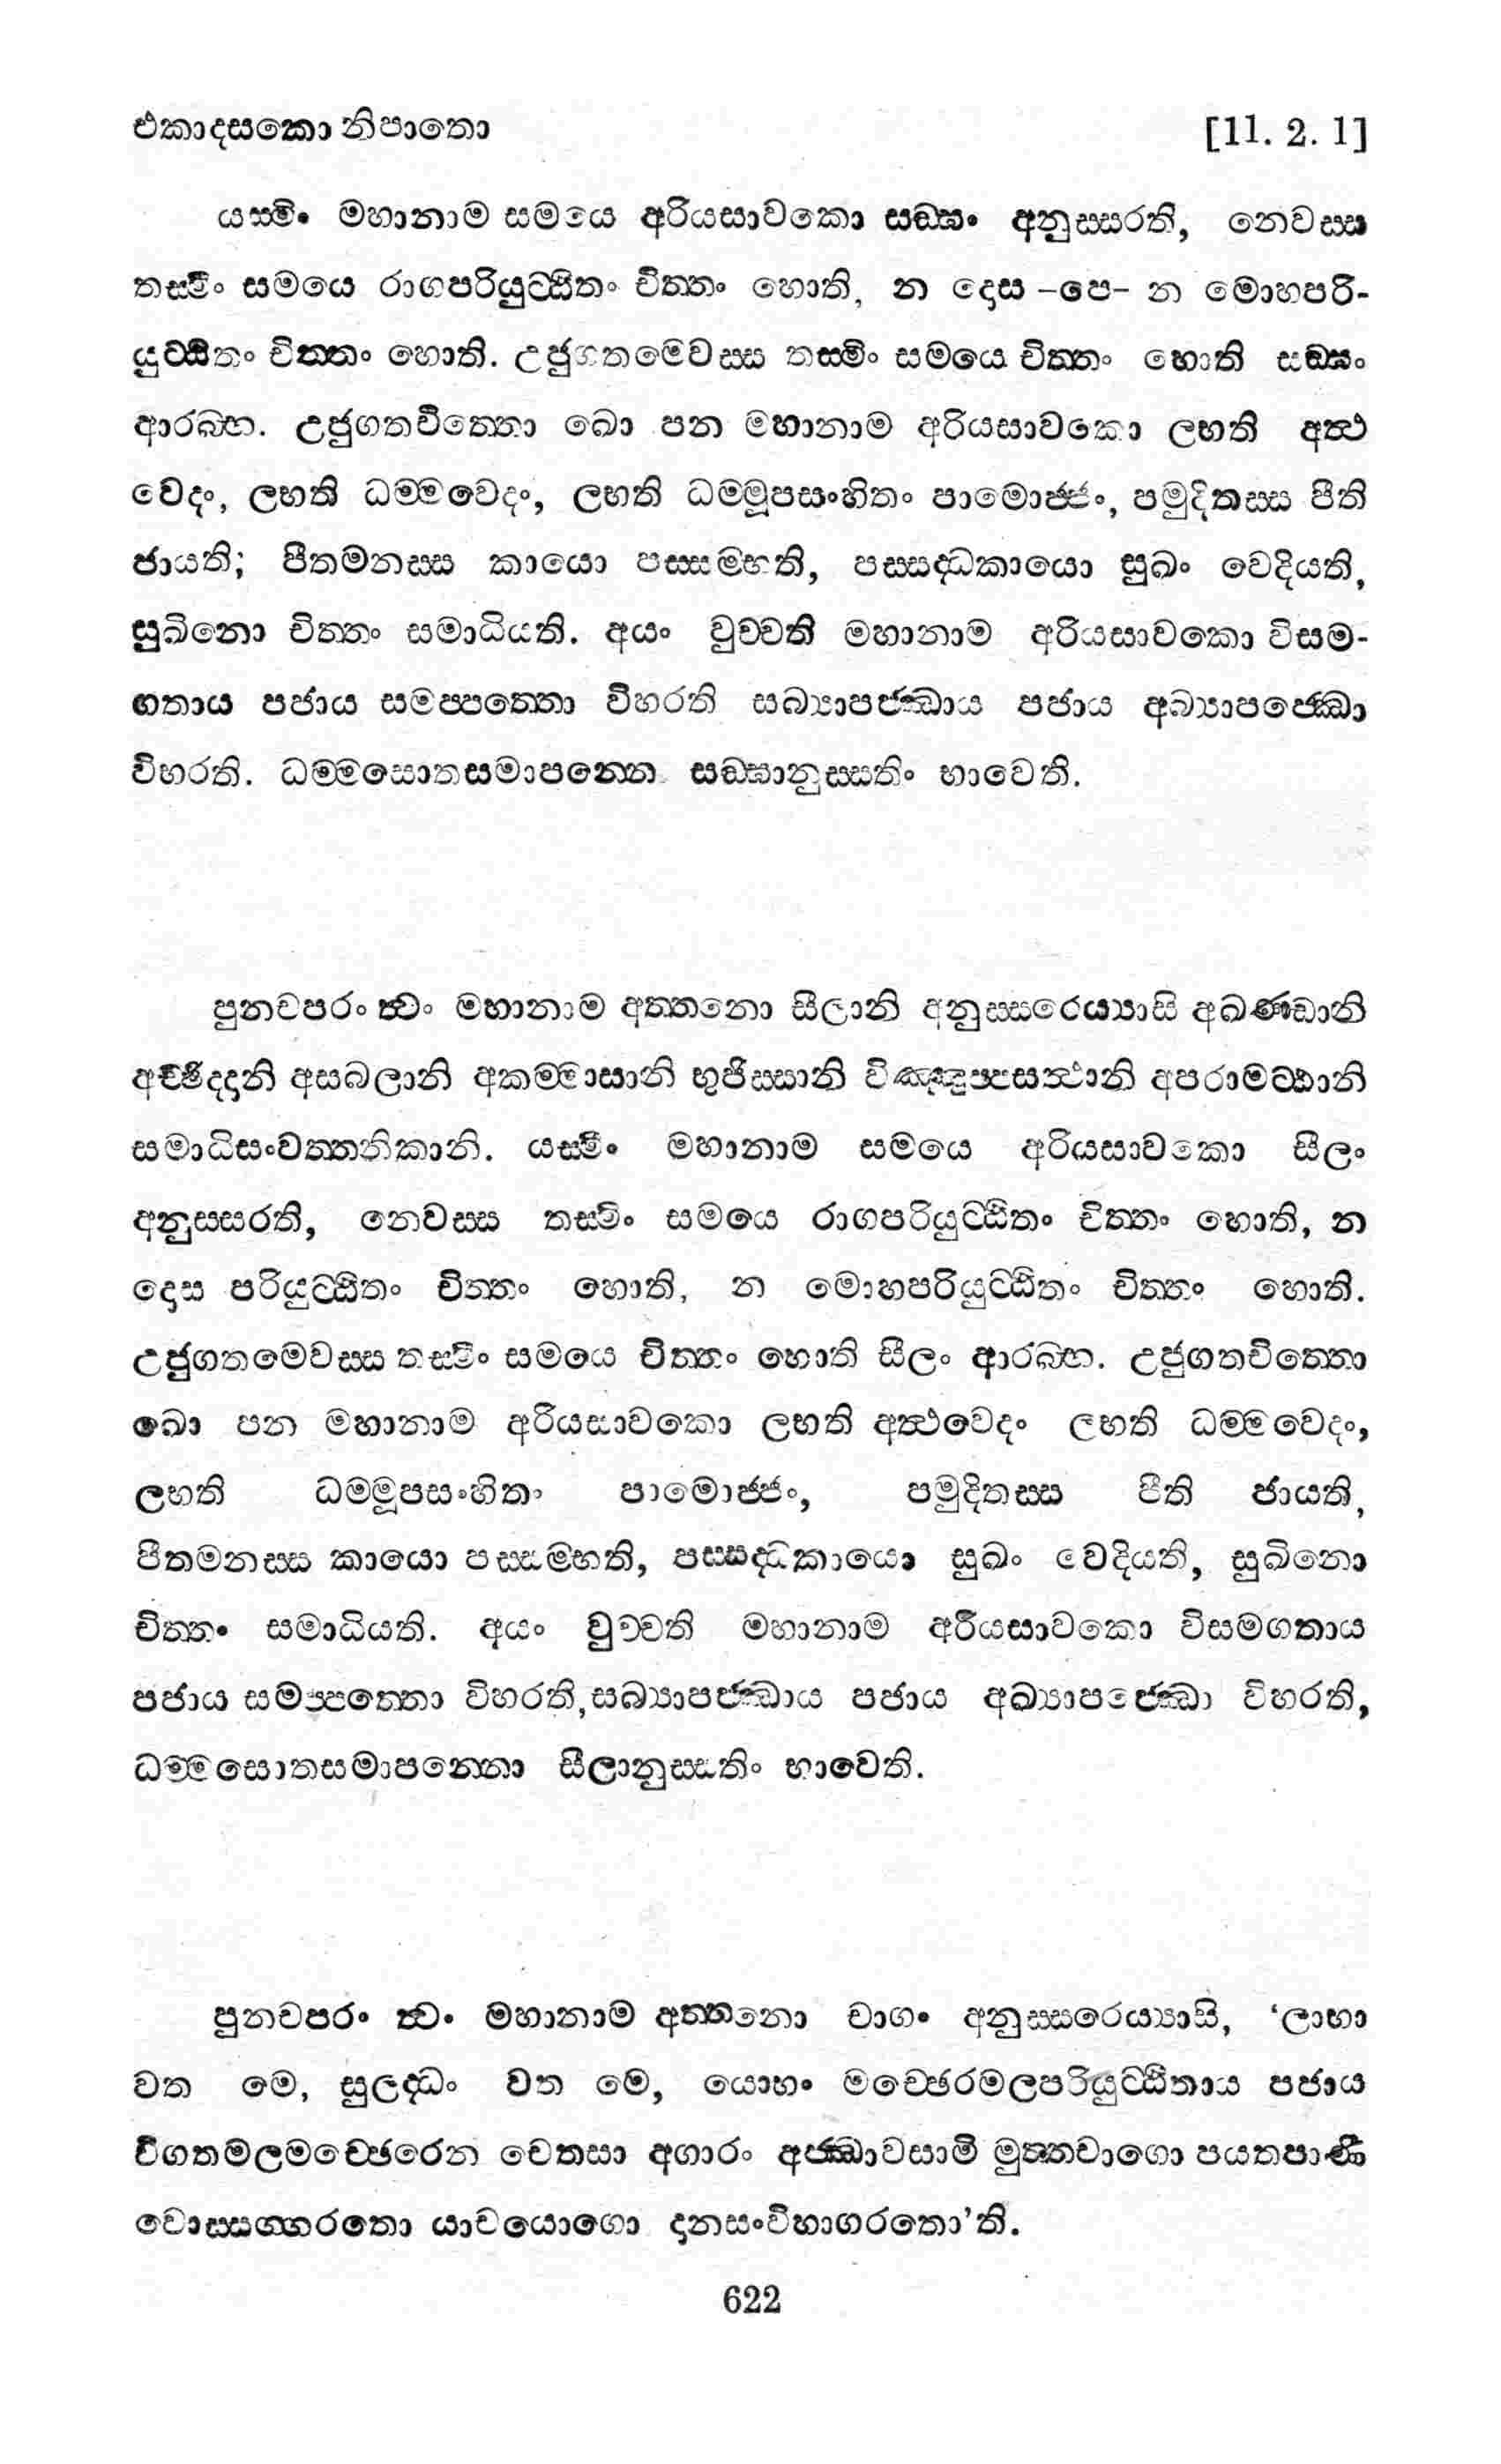 එකාදසකො නිපාතො [11. 2. 1]
යස්මිං මහානාම සමයෙ අරියසාවකො සඞ්ඝං අනුස්සරති, නෙවස්ස
තස්මිං සමයෙ රාගපරියුට්ඨිතං චිත්තං හොති, න දොස -පෙ- න මොහපරි-
යුට්ඨිතං චිත්තං හොති. උජුගතමෙවස්ස තස්මිං සමයෙ චිත්තං හොති සඞ්ඝං
ආරබ්භ. උජුගතචිත්තො ඛො පන මහානාම අරියසාවකො ලභති අත්ථ
වෙදං, ලභති ධම්මවෙදං, ලභති ධම්මූපසංහිතං පාමොජ්ජං, පමුදිතස්ස පීති
ජායති; පීතමනස්ස කායො පස්සම්භති, පස්සද්ධකායො සුඛං වෙදියති,
සුඛිනො චිත්තං සමාධියති. අයං වුච්චති මහානාම අරියසාවකො විසම-
ගතාය පජාය සමප්පත්තො විහරති සබ්‍යාපජ්ඣාය පජාය අබ්‍යාපජ්ඣො
විහරති. ධම්මසොතසමාපන්නෙ සඞ්ඝානුස්සතිං භාවෙති.
පුනචපරං ත්වං මහානාම අත්තනො සීලානි අනුස්සරෙය්‍යාසි අඛණ්ඩානි
අච්ඡිද්දානි අසබලානි අකම්මාසානි භුජිස්සානි විඤ්ඤුප්පසත්ථානි අපරාමට්ඨානි
සමාධිසංවත්තනිකානි. යස්මිං මහානාම සමයෙ අරියසාවකො සීලං
අනුස්සරති, නෙවස්ස තස්මිං සමයෙ රාගපරියුට්ඨිතං චිත්තං හොති, න
දොස පරියුට්ඨිතං චිත්තං හොති, න මොහපරියුට්ඨිතං චිත්තං හොති.
උජුගතමෙවස්ස තස්මිං සමයෙ චිත්තං හොති සීලං ආරබ්භ. උජුගතචිත්තො
ඛො පන මහානාම අරියසාවකො ලභති අත්ථවෙදං ලභති ධම්මවෙදං,
ලභති ධම්මූපසංහිතං පාමොජ්ජං, පමුදිතස්ස පීති ජායති,
පීතමනස්ස කායො පස්සම්භති, පස්සද්ධිකායො සුඛං වෙදියති, සුඛිනො
චිත්තං සමාධියති. අයං වුච්චති මහානාම අරියසාවකො විසමගතාය
පජාය සමප්පත්තො විහරති,සබ්‍යාපජ්ඣාය පජාය අබ්‍යාපජ්ඣො විහරති,
ධම්මසොතසමාපන්නො සීලානුස්සතිං භාවෙති.
පුනචපරං ත්වං මහානාම අත්තනො චාගං අනුස්සරෙය්‍යාසි, ‘ලාභා
වත මෙ, සුලද්ධං වත මෙ, යොහං මච්ඡෙරමලපරියුට්ඨිතාය පජාය
විගතමලමච්ඡෙරෙන චෙතසා අගාරං අජ්ඣාවසාමි මුත්තචාගො පයතපාණී
වොස්සග්ගරතො යාචයොගො දානසංවිභාගරතො’ති.
622